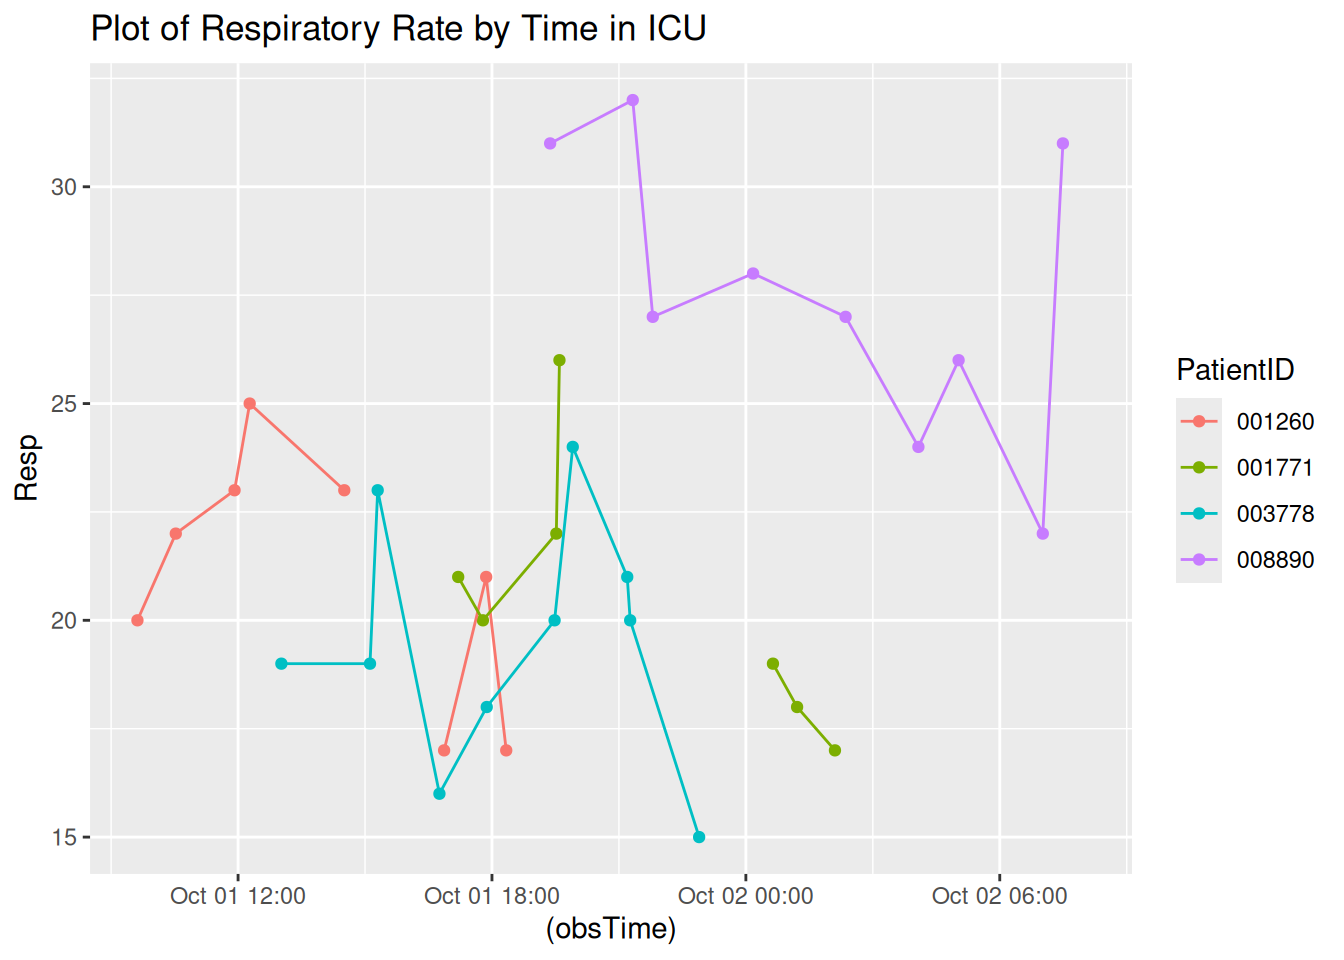 Plot of Respiratory Rate by Time in ICU
Resp
30
25
20
15
Oct 01 12:00 Oct 01 18:00 Oct 02 00:00 Oct 02 06:00
(obsTime)
PatientID
001260
001771
003778
008890